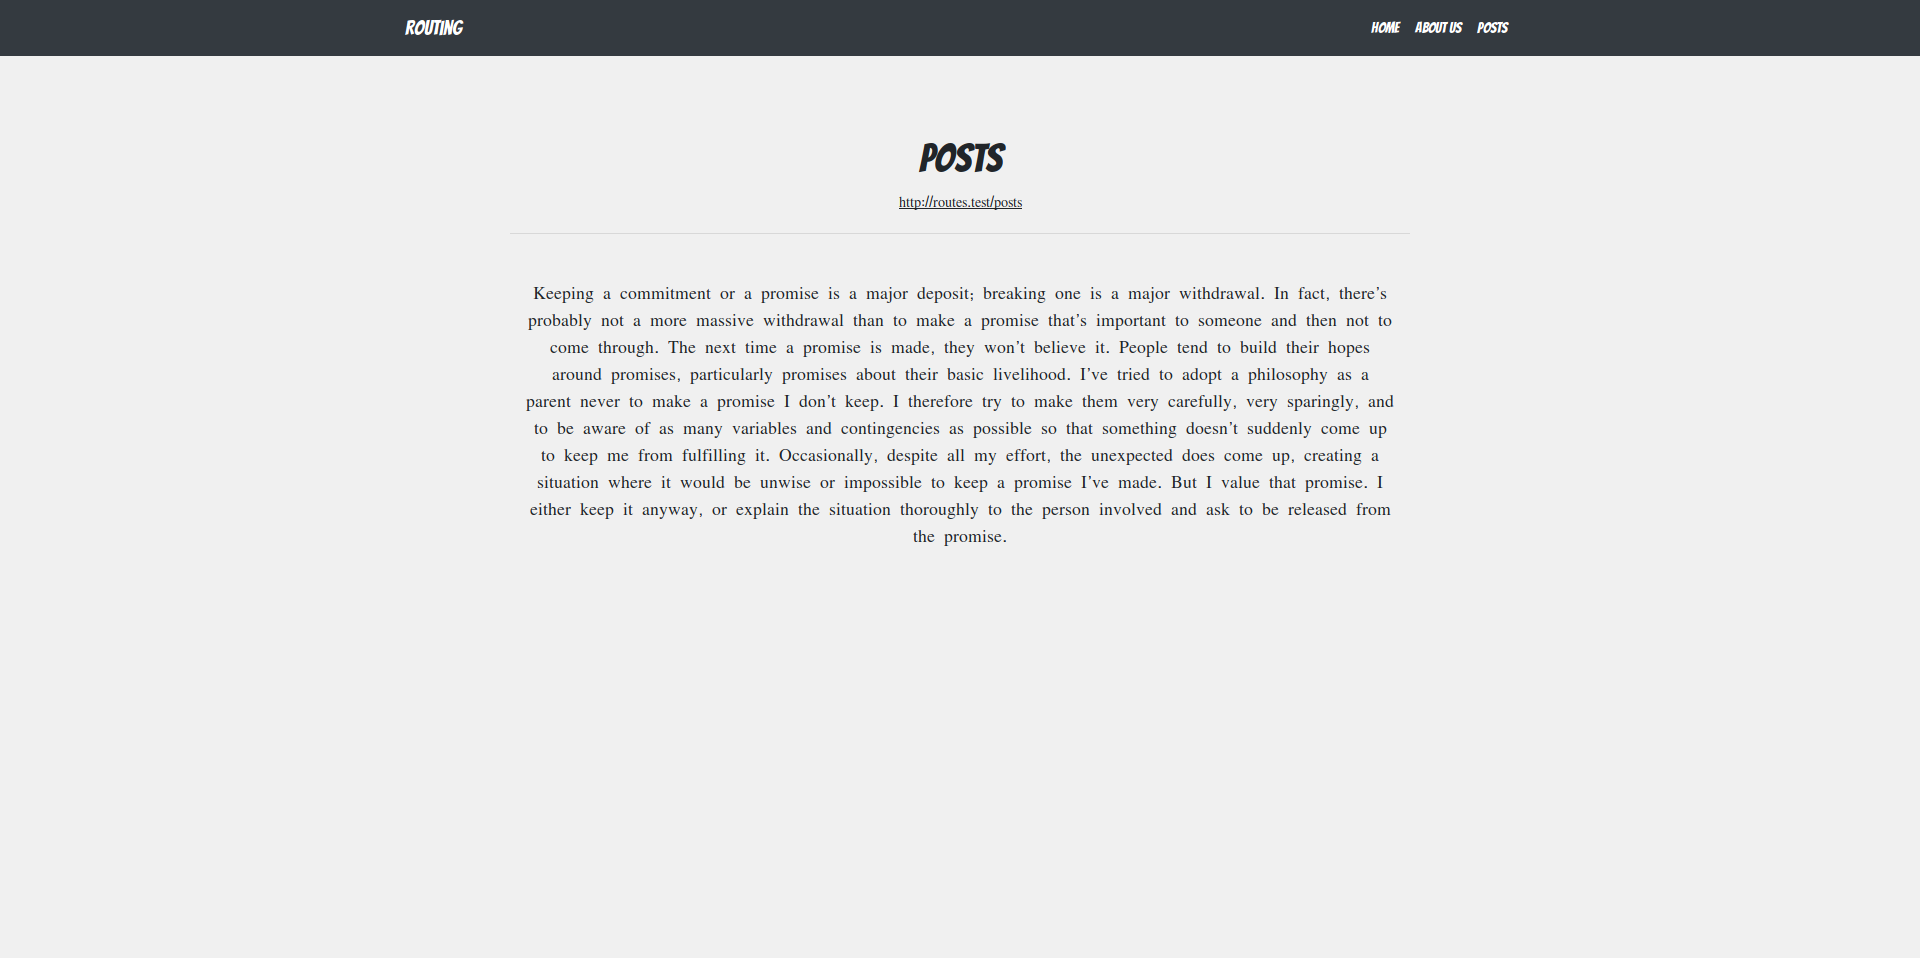 ROUTING
HOME ABOUT US POSTS
POSTS
http://routes.test/posts
Keeping a commitment or a promise is a major deposit; breaking one is a major withdrawal. In fact, there’s
probably not a more massive withdrawal than to make a promise that’s important to someone and then not to
come through. The next time a promise is made, they won’t believe it. People tend to build their hopes
around promises, particularly promises about their basic livelihood. I’ve tried to adopt a philosophy as a
parent never to make a promise I don’t keep. I therefore try to make them very carefully, very sparingly, and
to be aware of as many variables and contingencies as possible so that something doesn’t suddenly come up
to keep me from fulfilling it. Occasionally, despite all my effort, the unexpected does come up, creating a
situation where it would be unwise or impossible to keep a promise I’ve made. But I value that promise. I
either keep it anyway, or explain the situation thoroughly to the person involved and ask to be released from
the promise.